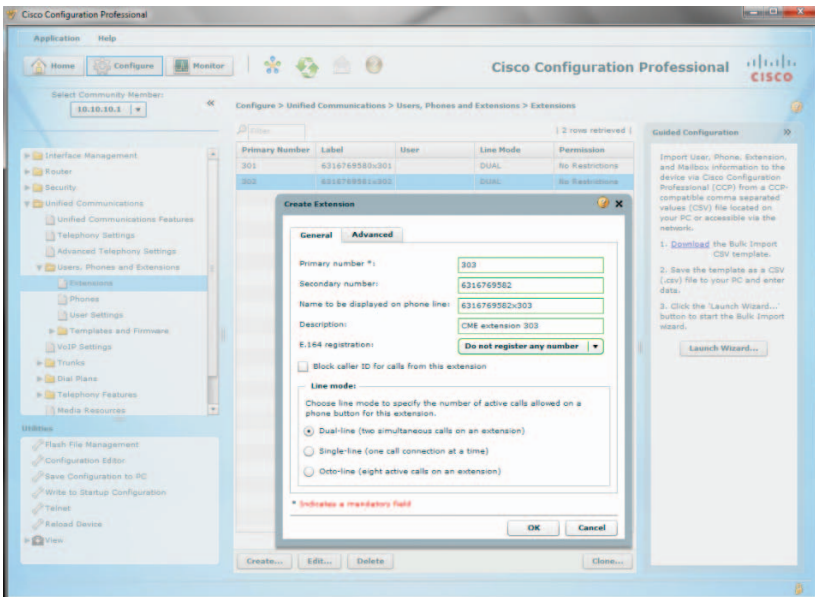 Cisco Configuration Professional
Application Help
Home Configure Monitor
Cisco Configuration Professional
CISCO
Select Community Member:
10.10.10.1
«
Interface Management
Router
Security
Unified Communications
Unified Communications Features
Telephony Settings
Advanced Telephony Settings
Users, Phones and Extensions
Extensions
Phones
User Settings
Templates and Firmware
VoIP Settings
Trunks
Dial Plans
Telephony Features
Media Resources
Utilities
Flash File Management
Configuration Editor
Save Configuration to PC
Write to Startup Configuration
Telnet
Reload Device
View
Configure > Unified Communications > Users, Phones and Extensions > Extensions
Filter
| 2 rows retrieved |
Primary Number Label User Line Mode Permission
301 6316769580x301 DUAL No Restrictions
302 6316769581x302 DUAL No Restrictions
Create Extension
General Advanced
Primary number *: 303
Secondary number: 6316769582
Name to be displayed on phone line: 6316769582x303
Description: CME extension 303
E.164 registration: Do not register any number
Block caller ID for calls from this extension
Line mode:
Choose line mode to specify the number of active calls allowed on a
phone button for this extension.
Dual-line (two simultaneous calls on an extension)
Single-line (one call connection at a time)
Octo-line (eight active calls on an extension)
* Indicates a mandatory field
OK Cancel
Create... Edit... Delete Clone...
Guided Configuration »
Import User, Phone, Extension,
and Mailbox information to the
device via Cisco Configuration
Professional (CCP) from a CCP-
compatible comma separated
values (CSV) file located on
your PC or accessible via the
network.
1. Download the Bulk Import
CSV template.
2. Save the template as a CSV
(.csv) file to your PC and enter
data.
3. Click the 'Launch Wizard...'
button to start the Bulk Import
wizard.
Launch Wizard...